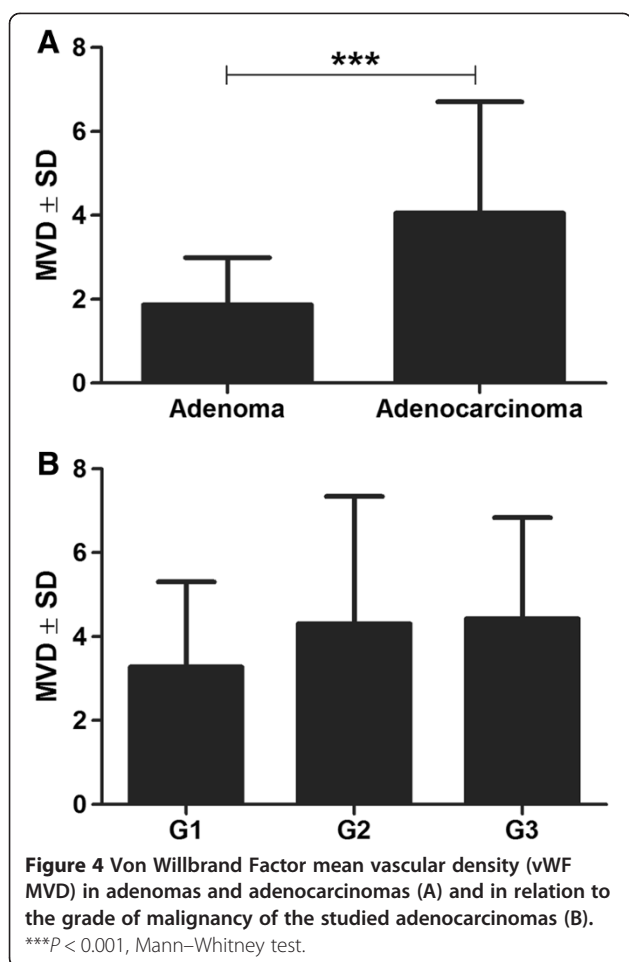 A
***
8
6
4
2
0
MVD ± SD
Adenoma Adenocarcinoma
B
8
6
4
2
0
MVD ± SD
G1 G2 G3
Figure 4 Von Willbrand Factor mean vascular density (vWF
MVD) in adenomas and adenocarcinomas (A) and in relation to
the grade of malignancy of the studied adenocarcinomas (B).
***P < 0.001, Mann–Whitney test.